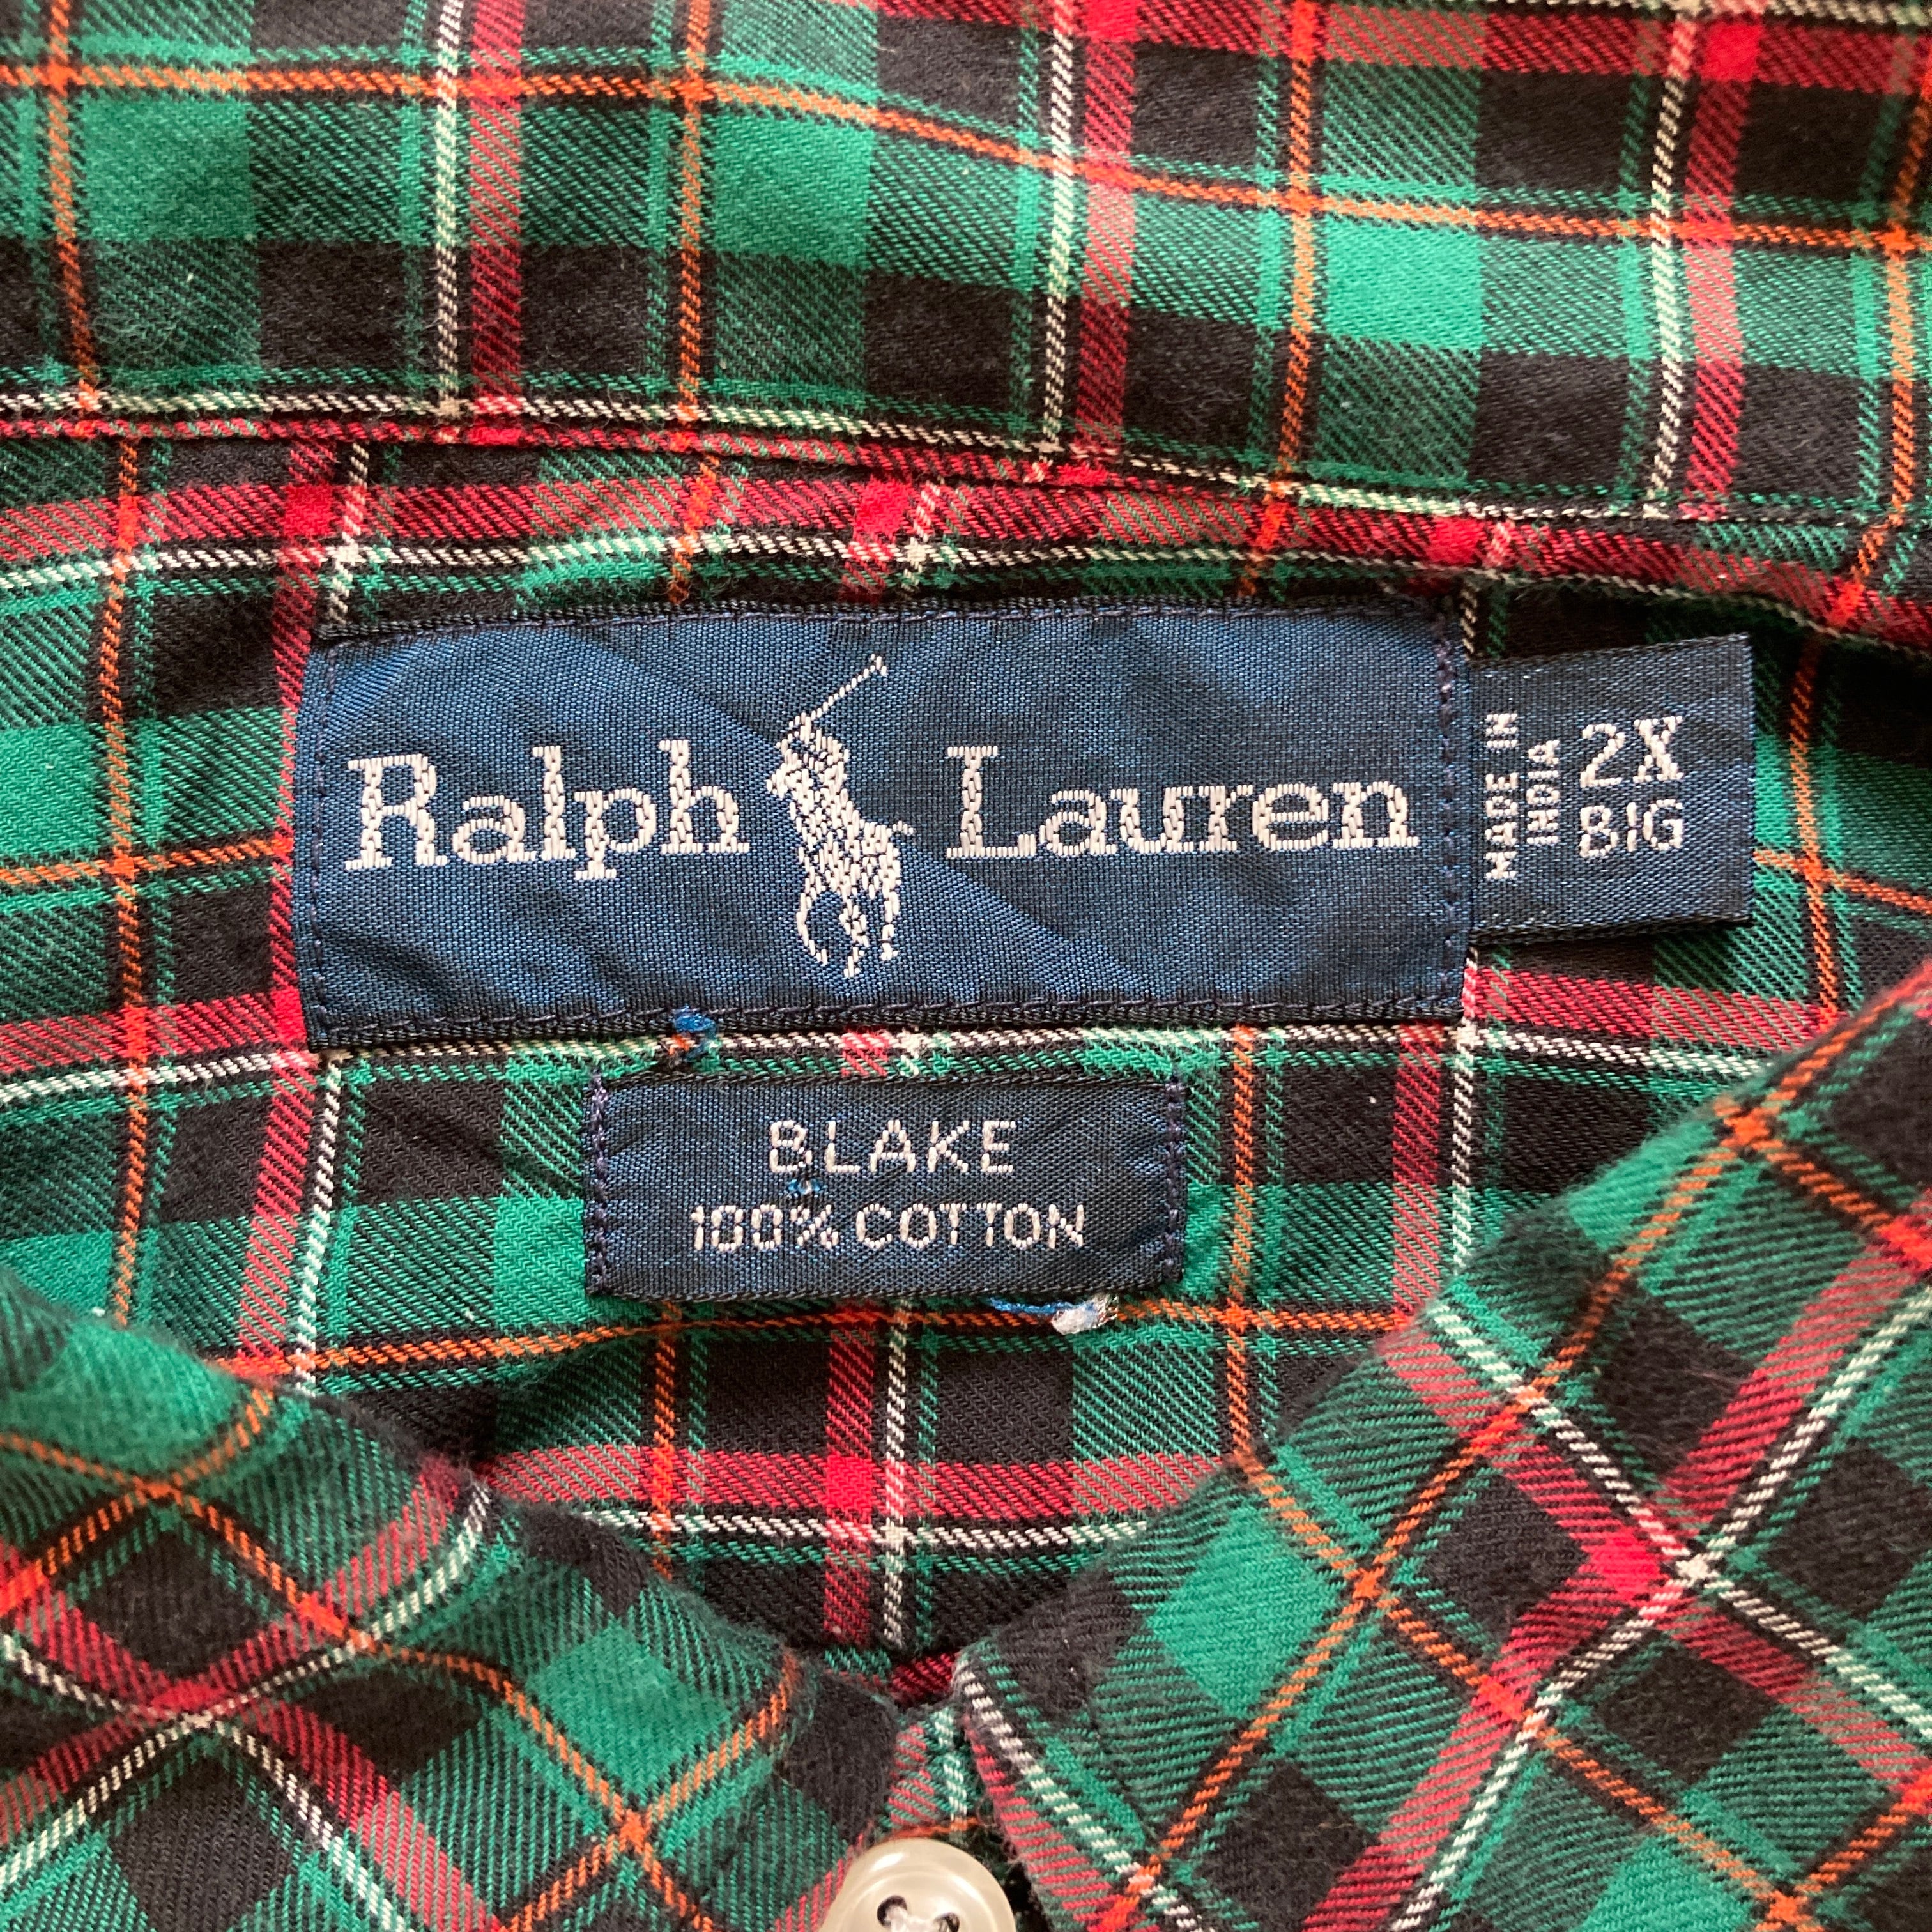 Ralph Lauren
MADE IN
INDIA
2X
BIG
BLAKE
100% COTTON